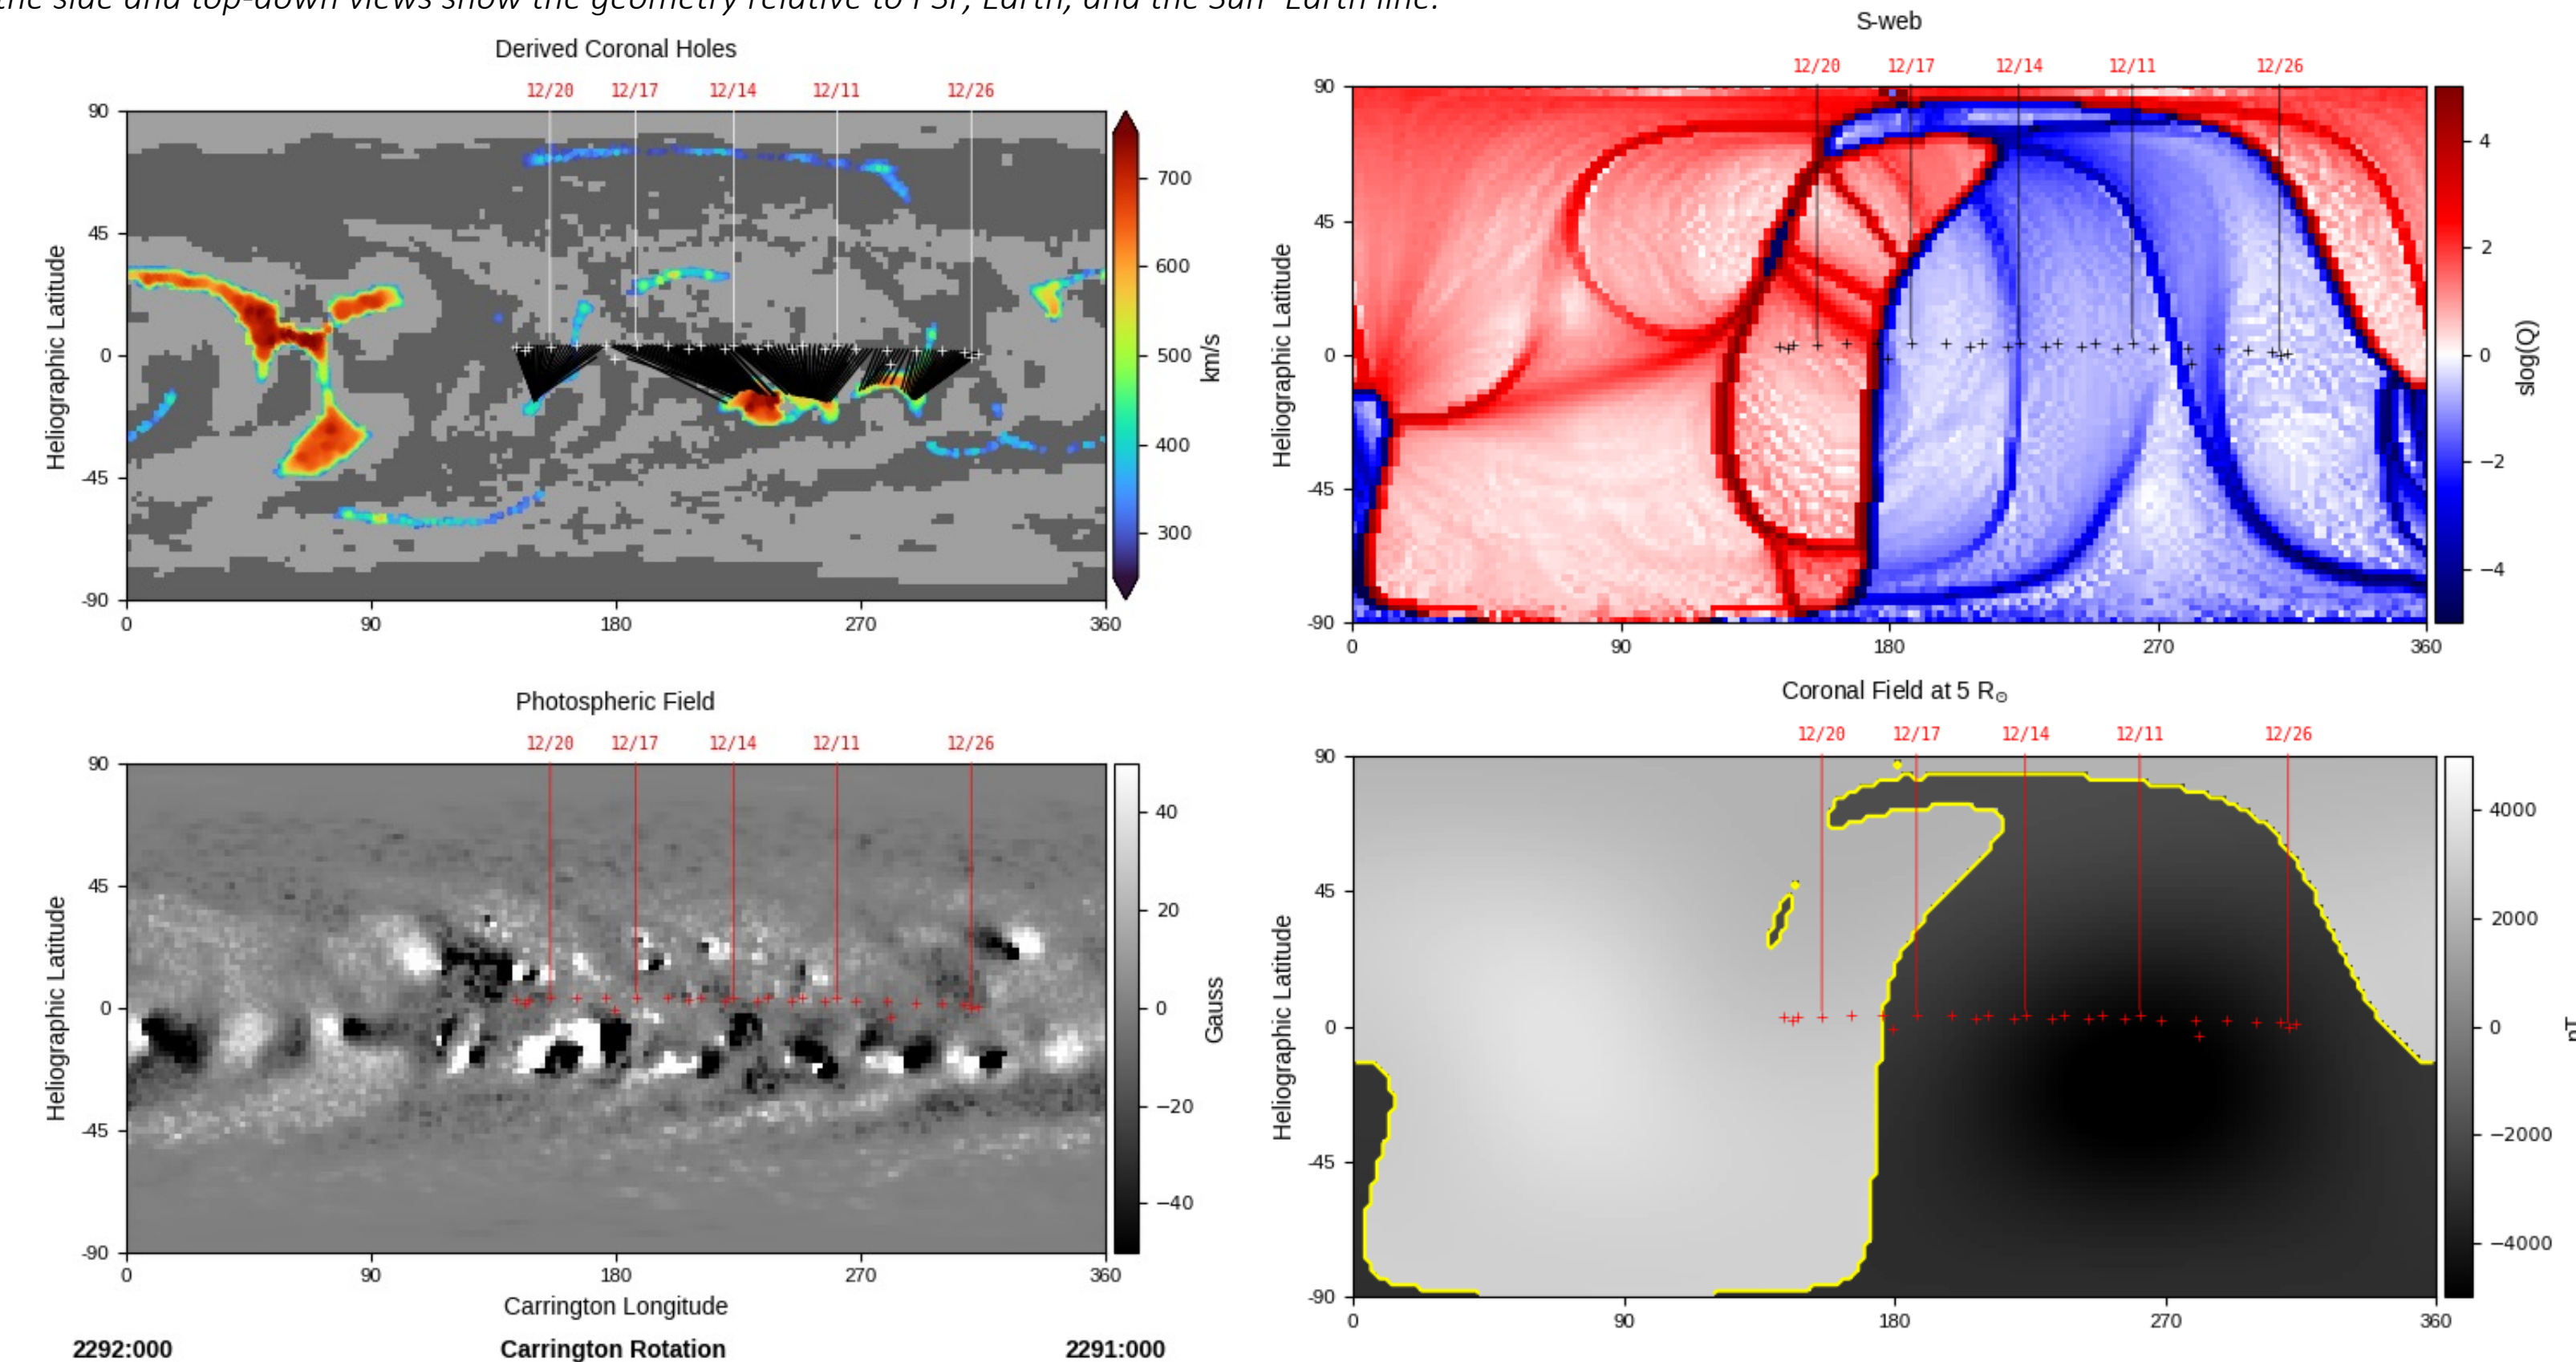 the side and top-down views show the geometry relative to PSP, Earth, and the Sun–Earth line.
Derived Coronal Holes
12/20 12/17 12/14 12/11 12/26
90
45
0
-45
-90
Heliographic Latitude
0 90 180 270 360
700
600
500
400
300
km/s
S-web
12/20 12/17 12/14 12/11 12/26
90
45
0
-45
-90
Heliographic Latitude
0 90 180 270 360
4
2
0
−2
−4
slog(Q)
Photospheric Field
12/20 12/17 12/14 12/11 12/26
90
45
0
-45
-90
Heliographic Latitude
0 90 180 270 360
Carrington Longitude
2292:000 Carrington Rotation 2291:000
40
20
0
−20
−40
Gauss
Coronal Field at 5 R☉
12/20 12/17 12/14 12/11 12/26
90
45
0
-45
-90
Heliographic Latitude
0 90 180 270 360
4000
2000
0
−2000
−4000
nT